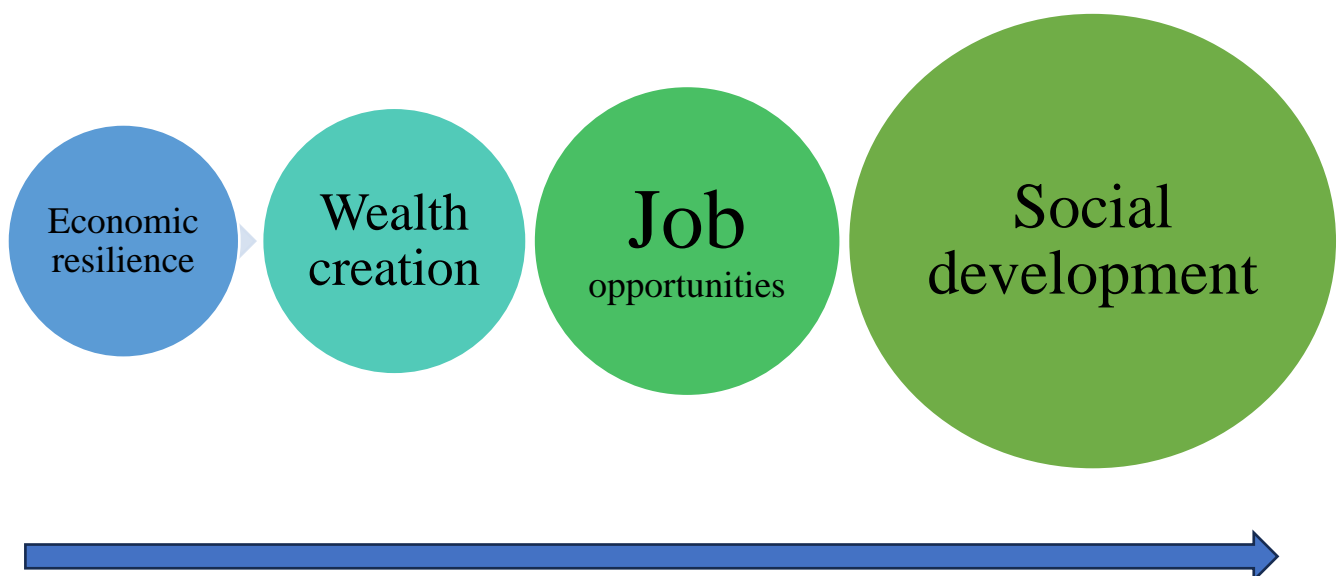 Economic
resilience
Wealth
creation
Job
opportunities
Social
development